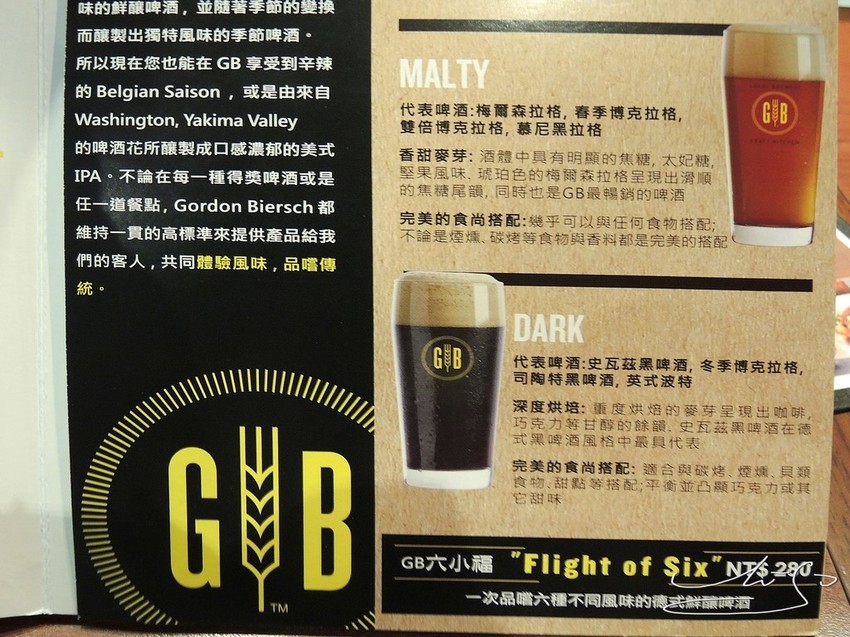 味的鮮釀啤酒，並隨著季節的變換
而釀製出獨特風味的季節啤酒。
所以現在您也能在 GB 享受到辛辣
的 Belgian Saison ，或是由來自
Washington, Yakima Valley
的啤酒花所釀製成口感濃郁的美式
IPA。不論在每一種得獎啤酒或是
任一道餐點，Gordon Biersch 都
維持一貫的高標準來提供產品給我
們的客人，共同體驗風味，品嚐傳
統。
G B
TM
MALTY
代表啤酒:梅爾森拉格, 春季博克拉格,
雙倍博克拉格, 慕尼黑拉格
香甜麥芽: 酒體中具有明顯的焦糖, 太妃糖,
堅果風味. 琥珀色的梅爾森拉格呈現出滑順
的焦糖尾韻, 同時也是GB最暢銷的啤酒
完美的食尚搭配:幾乎可以與任何食物搭配;
不論是煙燻、碳烤等食物與香料都是完美的搭配
G B
DARK
代表啤酒:史瓦茲黑啤酒, 冬季博克拉格,
司陶特黑啤酒, 英式波特
深度烘培: 重度烘焙的麥芽呈現出咖啡,
巧克力等甘醇的餘韻. 史瓦茲黑啤酒在德
式黑啤酒風格中最具代表
完美的食尚搭配: 適合與碳烤、煙燻、貝類
食物、甜點等搭配;平衡並凸顯巧克力或其
它甜味
G B
GB六小福 "Flight of Six" NT$ 280
一次品嚐六種不同風味的德式鮮釀啤酒